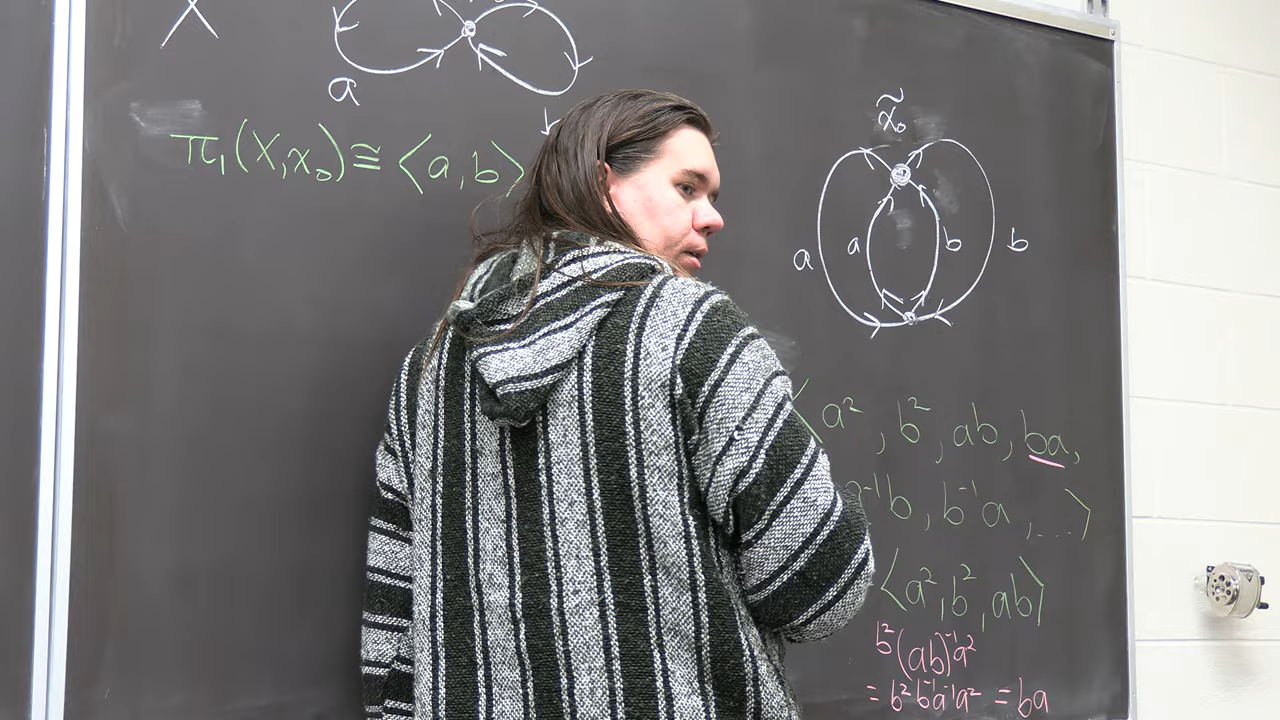 X
a
π₁(X,x₀) ≅ ⟨a,b⟩
x̃₀
a a b b
⟨a², b², ab, ba,
a⁻¹b, b⁻¹a, ...⟩
⟨a², b², ab⟩
b²(ab)⁻¹a²
= b²b⁻¹a⁻¹a² = ba